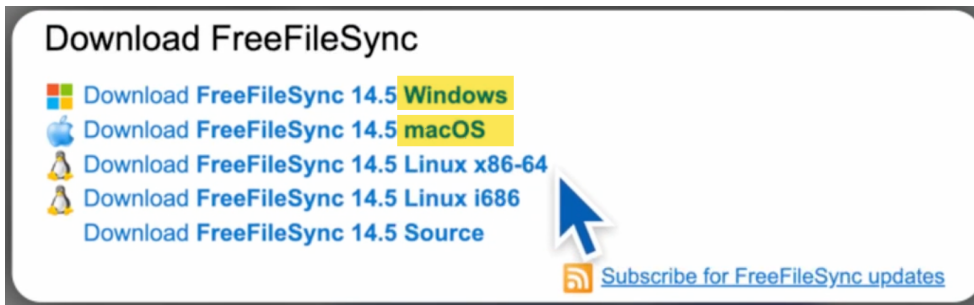 Download FreeFileSync
Download FreeFileSync 14.5 Windows
Download FreeFileSync 14.5 macOS
Download FreeFileSync 14.5 Linux x86-64
Download FreeFileSync 14.5 Linux i686
Download FreeFileSync 14.5 Source
Subscribe for FreeFileSync updates